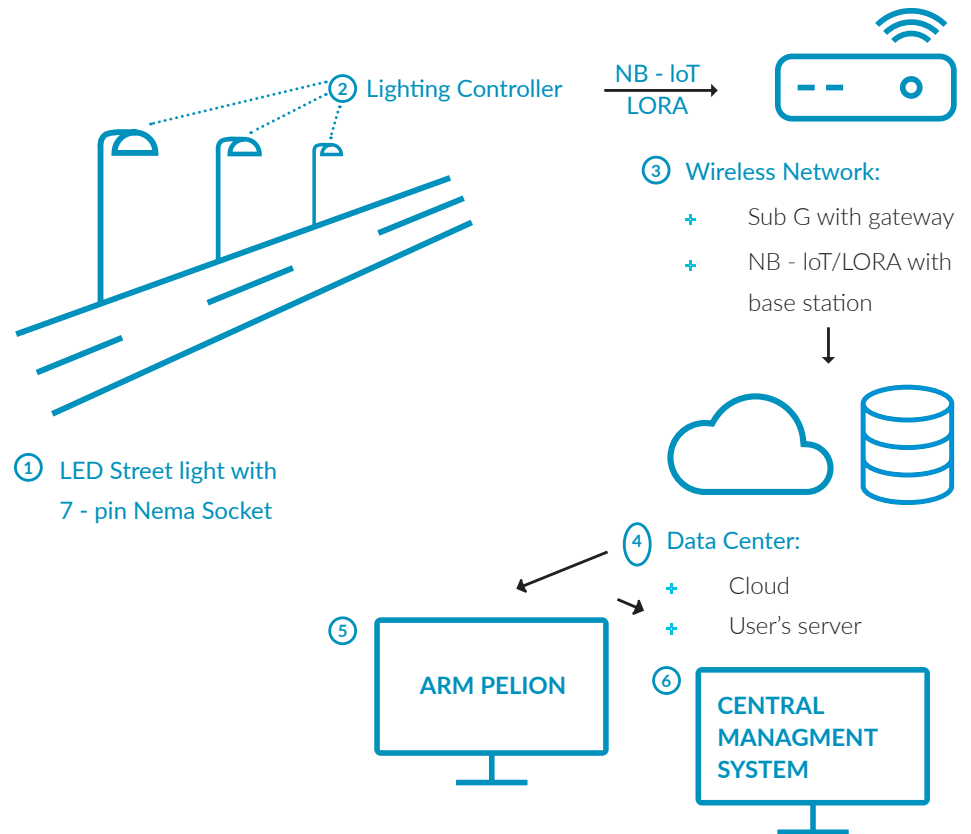 2 Lighting Controller
NB - IoT
LORA
3 Wireless Network:
Sub G with gateway
NB - IoT/LORA with
base station
1 LED Street light with
7 - pin Nema Socket
4 Data Center:
Cloud
User's server
5
ARM PELION
6
CENTRAL
MANAGMENT
SYSTEM